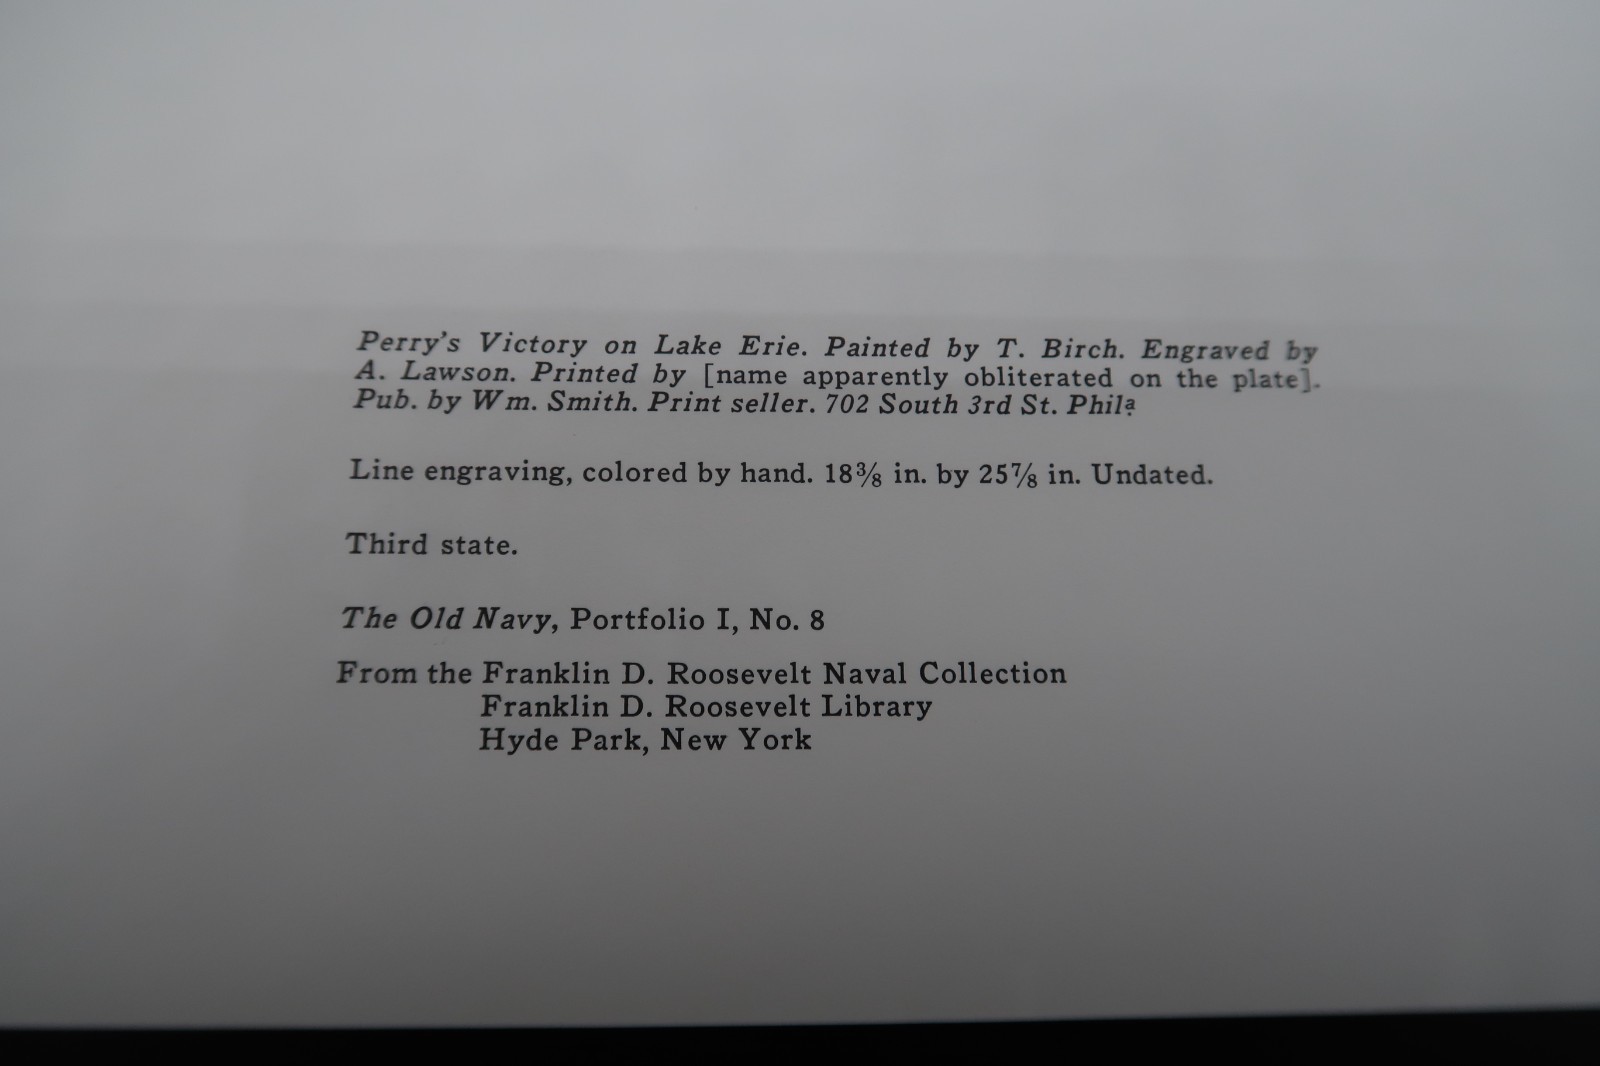 Perry's Victory on Lake Erie. Painted by T. Birch. Engraved by
A. Lawson. Printed by [name apparently obliterated on the plate].
Pub. by Wm. Smith. Print seller. 702 South 3rd St. Philª
Line engraving, colored by hand. 18⅜ in. by 25⅞ in. Undated.
Third state.
The Old Navy, Portfolio I, No. 8
From the Franklin D. Roosevelt Naval Collection
Franklin D. Roosevelt Library
Hyde Park, New York